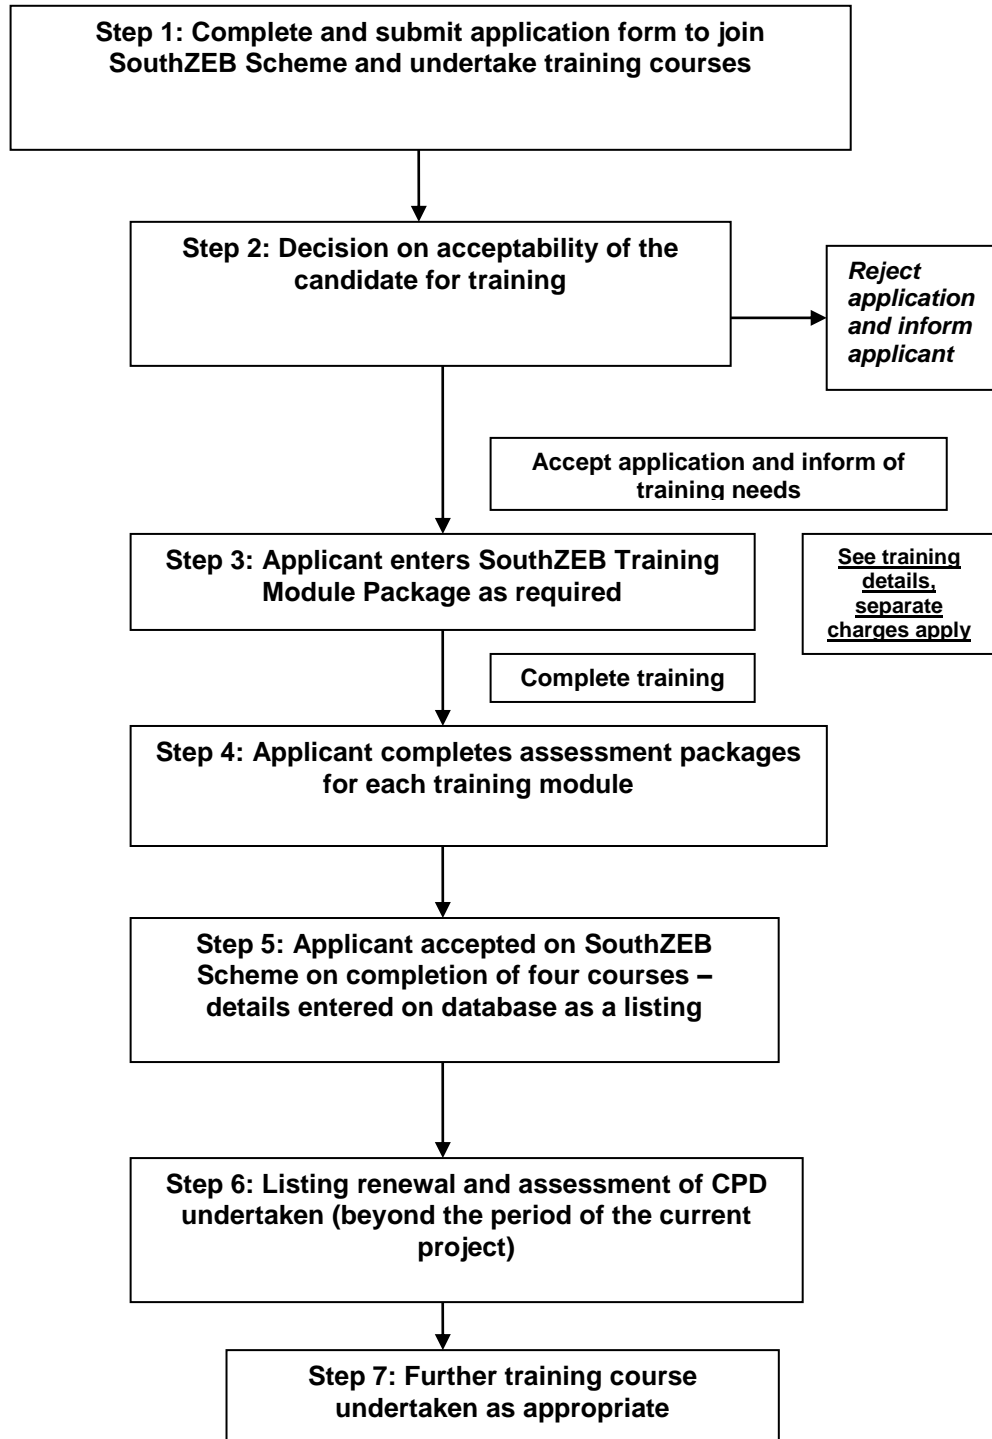 Step 1: Complete and submit application form to join
SouthZEB Scheme and undertake training courses
Step 2: Decision on acceptability of the
candidate for training
Reject
application
and inform
applicant
Accept application and inform of
training needs
Step 3: Applicant enters SouthZEB Training
Module Package as required
See training
details,
separate
charges apply
Complete training
Step 4: Applicant completes assessment packages
for each training module
Step 5: Applicant accepted on SouthZEB
Scheme on completion of four courses –
details entered on database as a listing
Step 6: Listing renewal and assessment of CPD
undertaken (beyond the period of the current
project)
Step 7: Further training course
undertaken as appropriate